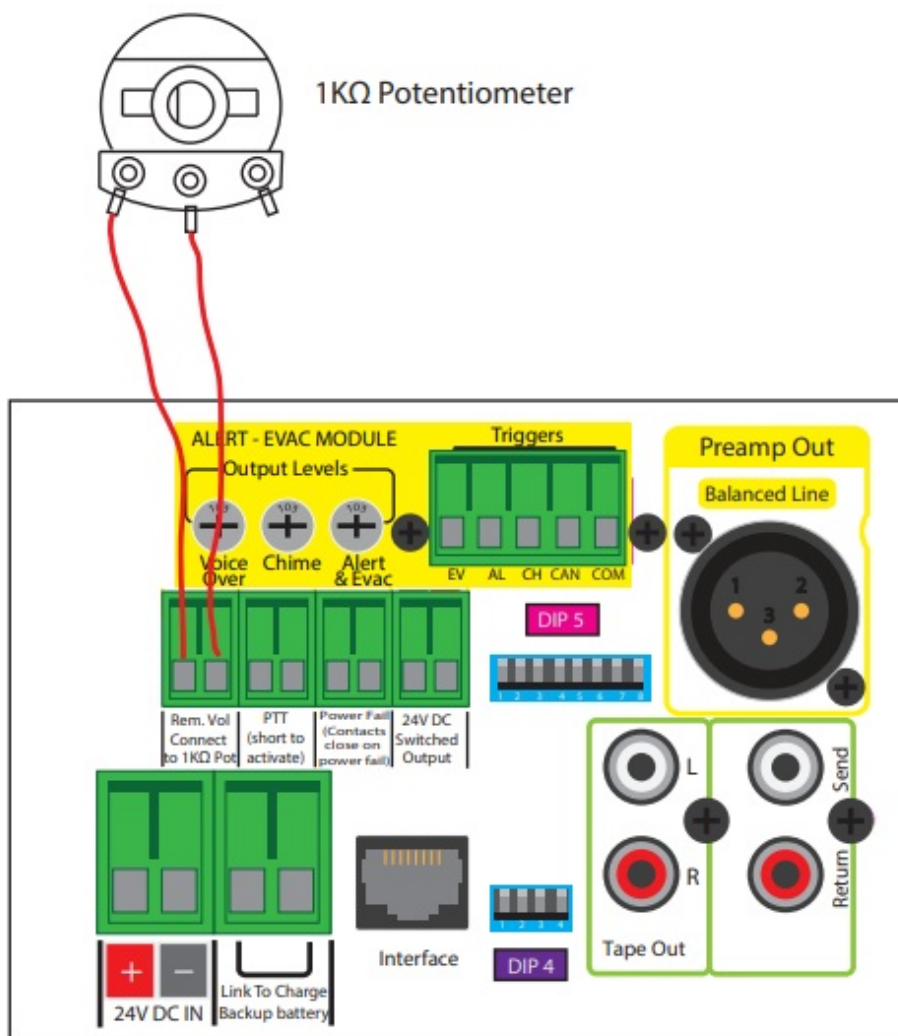 1KΩ Potentiometer
ALERT - EVAC MODULE
Output Levels
103
103
103
Voice
Over
Chime
Alert
& Evac
Triggers
EV AL CH CAN COM
Preamp Out
Balanced Line
1 2
3
DIP 5
1 2 3 4 5 6 7 8
Rem. Vol
Connect
to 1KΩ Pot
PTT
(short to
activate)
Power Fail
(Contacts
close on
power fail)
24V DC
Switched
Output
L
R
Tape Out
Send
Return
Interface
1 2 3 4
DIP 4
+ −
24V DC IN
Link To Charge
Backup battery